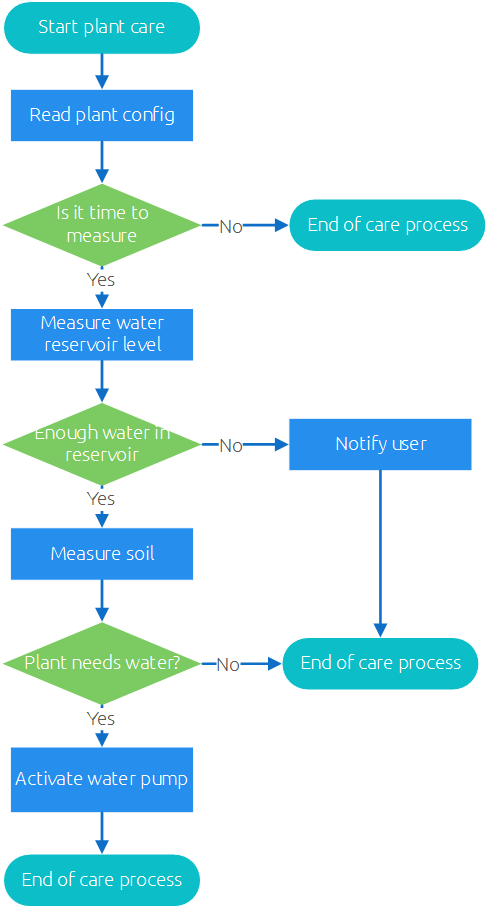 Start plant care
Read plant config
Is it time to
measure
No
End of care process
Yes
Measure water
reservoir level
Enough water in
reservoir
No
Notify user
Yes
Measure soil
Plant needs water?
No
End of care process
Yes
Activate water pump
End of care process